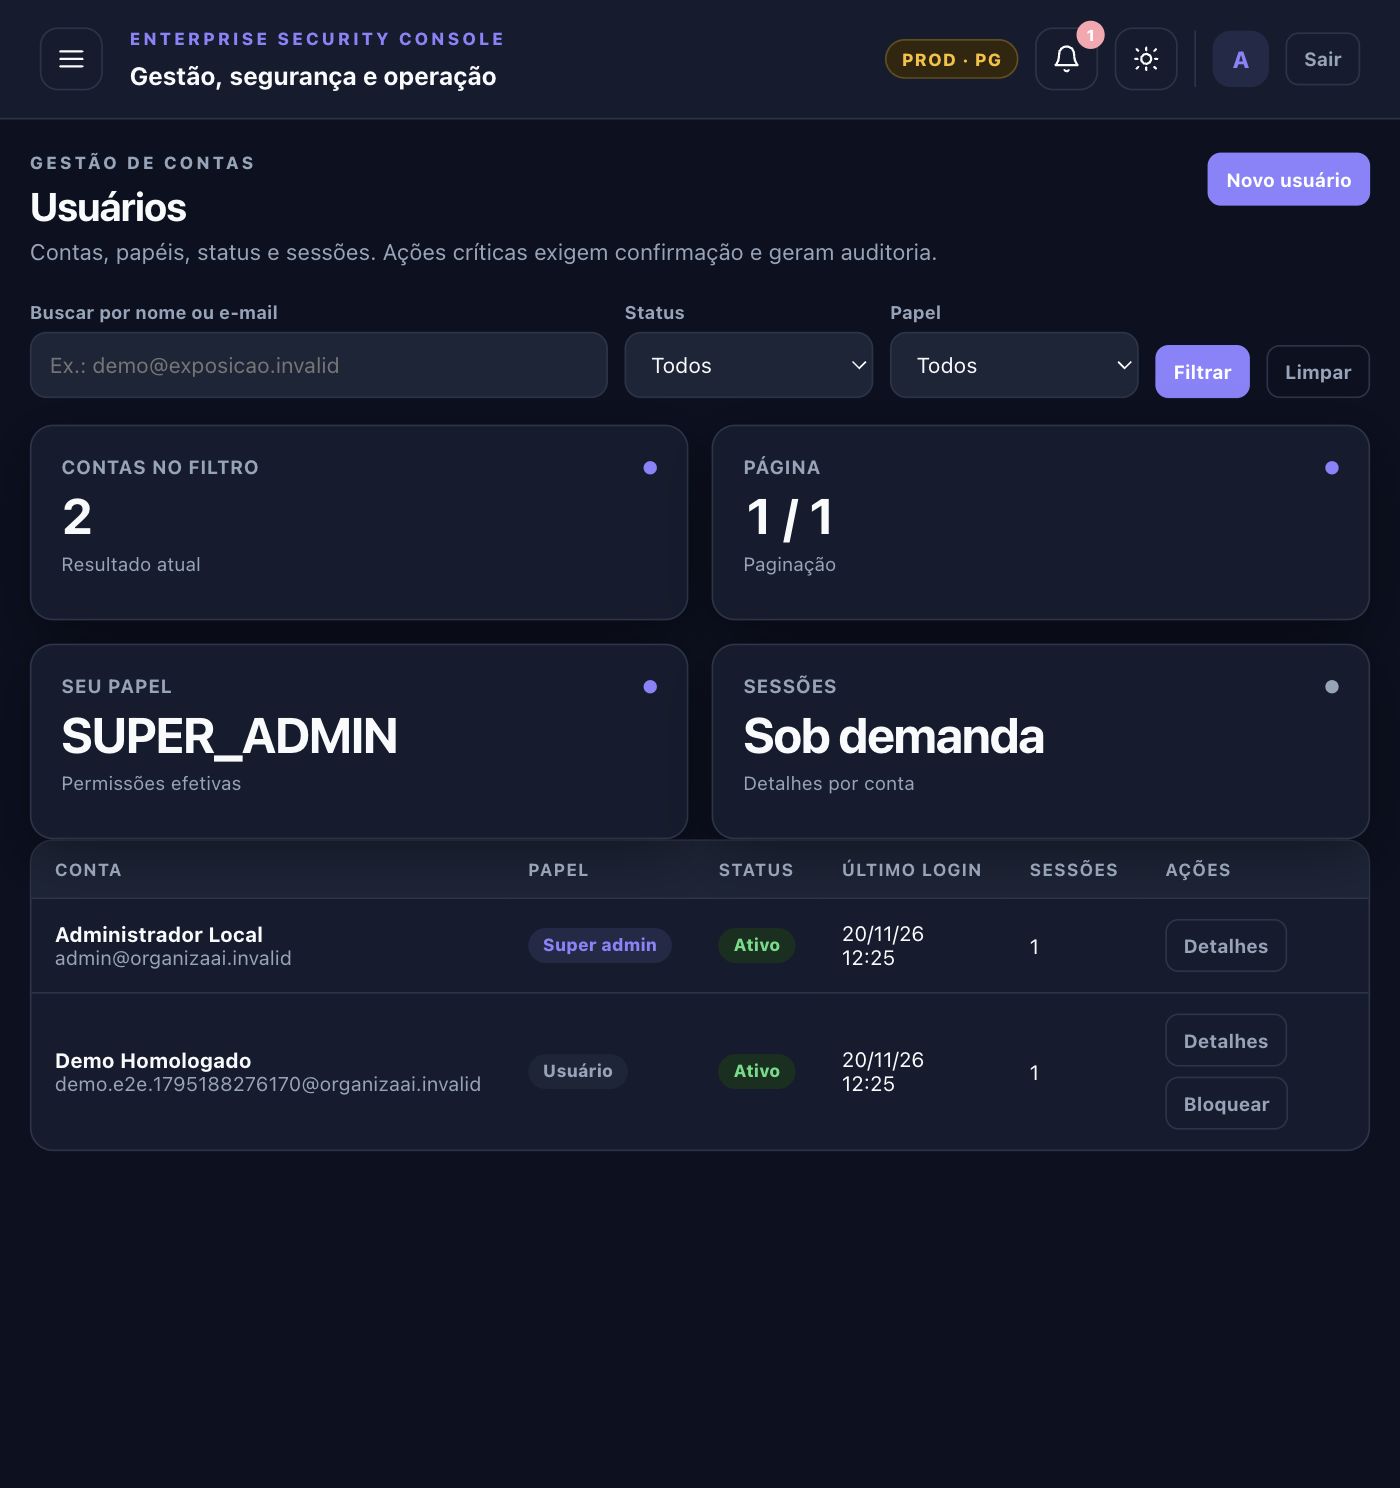 ENTERPRISE SECURITY CONSOLE
Gestão, segurança e operação
PROD · PG
1
A
Sair
GESTÃO DE CONTAS
Usuários
Contas, papéis, status e sessões. Ações críticas exigem confirmação e geram auditoria.
Novo usuário
Buscar por nome ou e-mail
Status
Papel
Ex.: demo@exposicao.invalid
Todos
Todos
Filtrar
Limpar
CONTAS NO FILTRO
2
Resultado atual
PÁGINA
1 / 1
Paginação
SEU PAPEL
SUPER_ADMIN
Permissões efetivas
SESSÕES
Sob demanda
Detalhes por conta
CONTA PAPEL STATUS ÚLTIMO LOGIN SESSÕES AÇÕES
Administrador Local
admin@organizaai.invalid
Super admin
Ativo
20/11/26
12:25
1
Detalhes
Demo Homologado
demo.e2e.1795188276170@organizaai.invalid
Usuário
Ativo
20/11/26
12:25
1
Detalhes
Bloquear